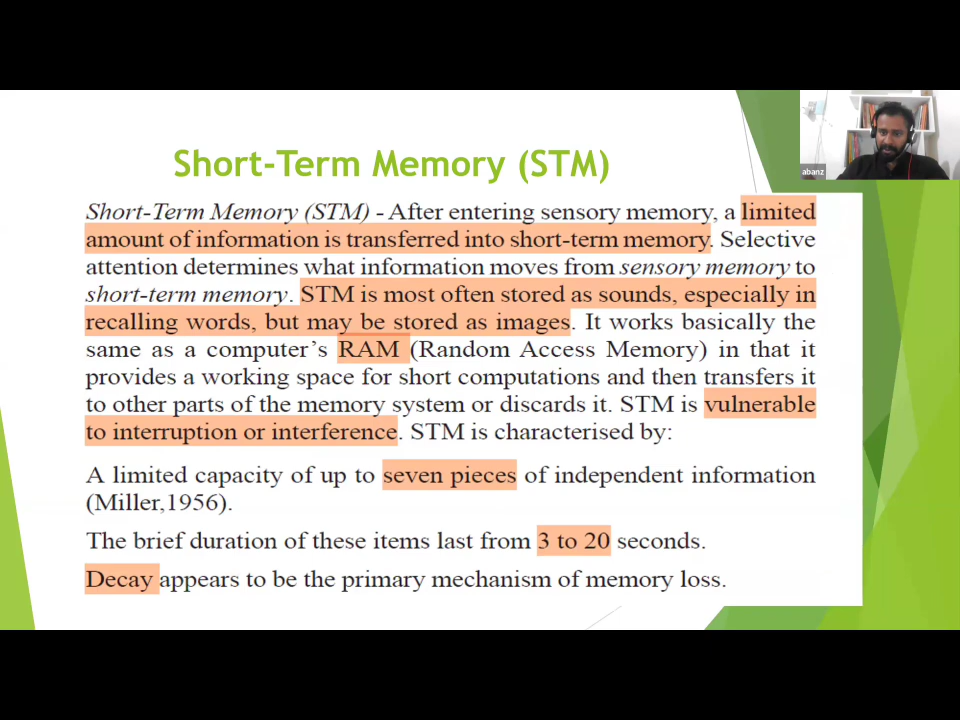 abanz
Short-Term Memory (STM)
Short-Term Memory (STM) - After entering sensory memory, a limited
amount of information is transferred into short-term memory. Selective
attention determines what information moves from sensory memory to
short-term memory. STM is most often stored as sounds, especially in
recalling words, but may be stored as images. It works basically the
same as a computer's RAM (Random Access Memory) in that it
provides a working space for short computations and then transfers it
to other parts of the memory system or discards it. STM is vulnerable
to interruption or interference. STM is characterised by:
A limited capacity of up to seven pieces of independent information
(Miller,1956).
The brief duration of these items last from 3 to 20 seconds.
Decay appears to be the primary mechanism of memory loss.